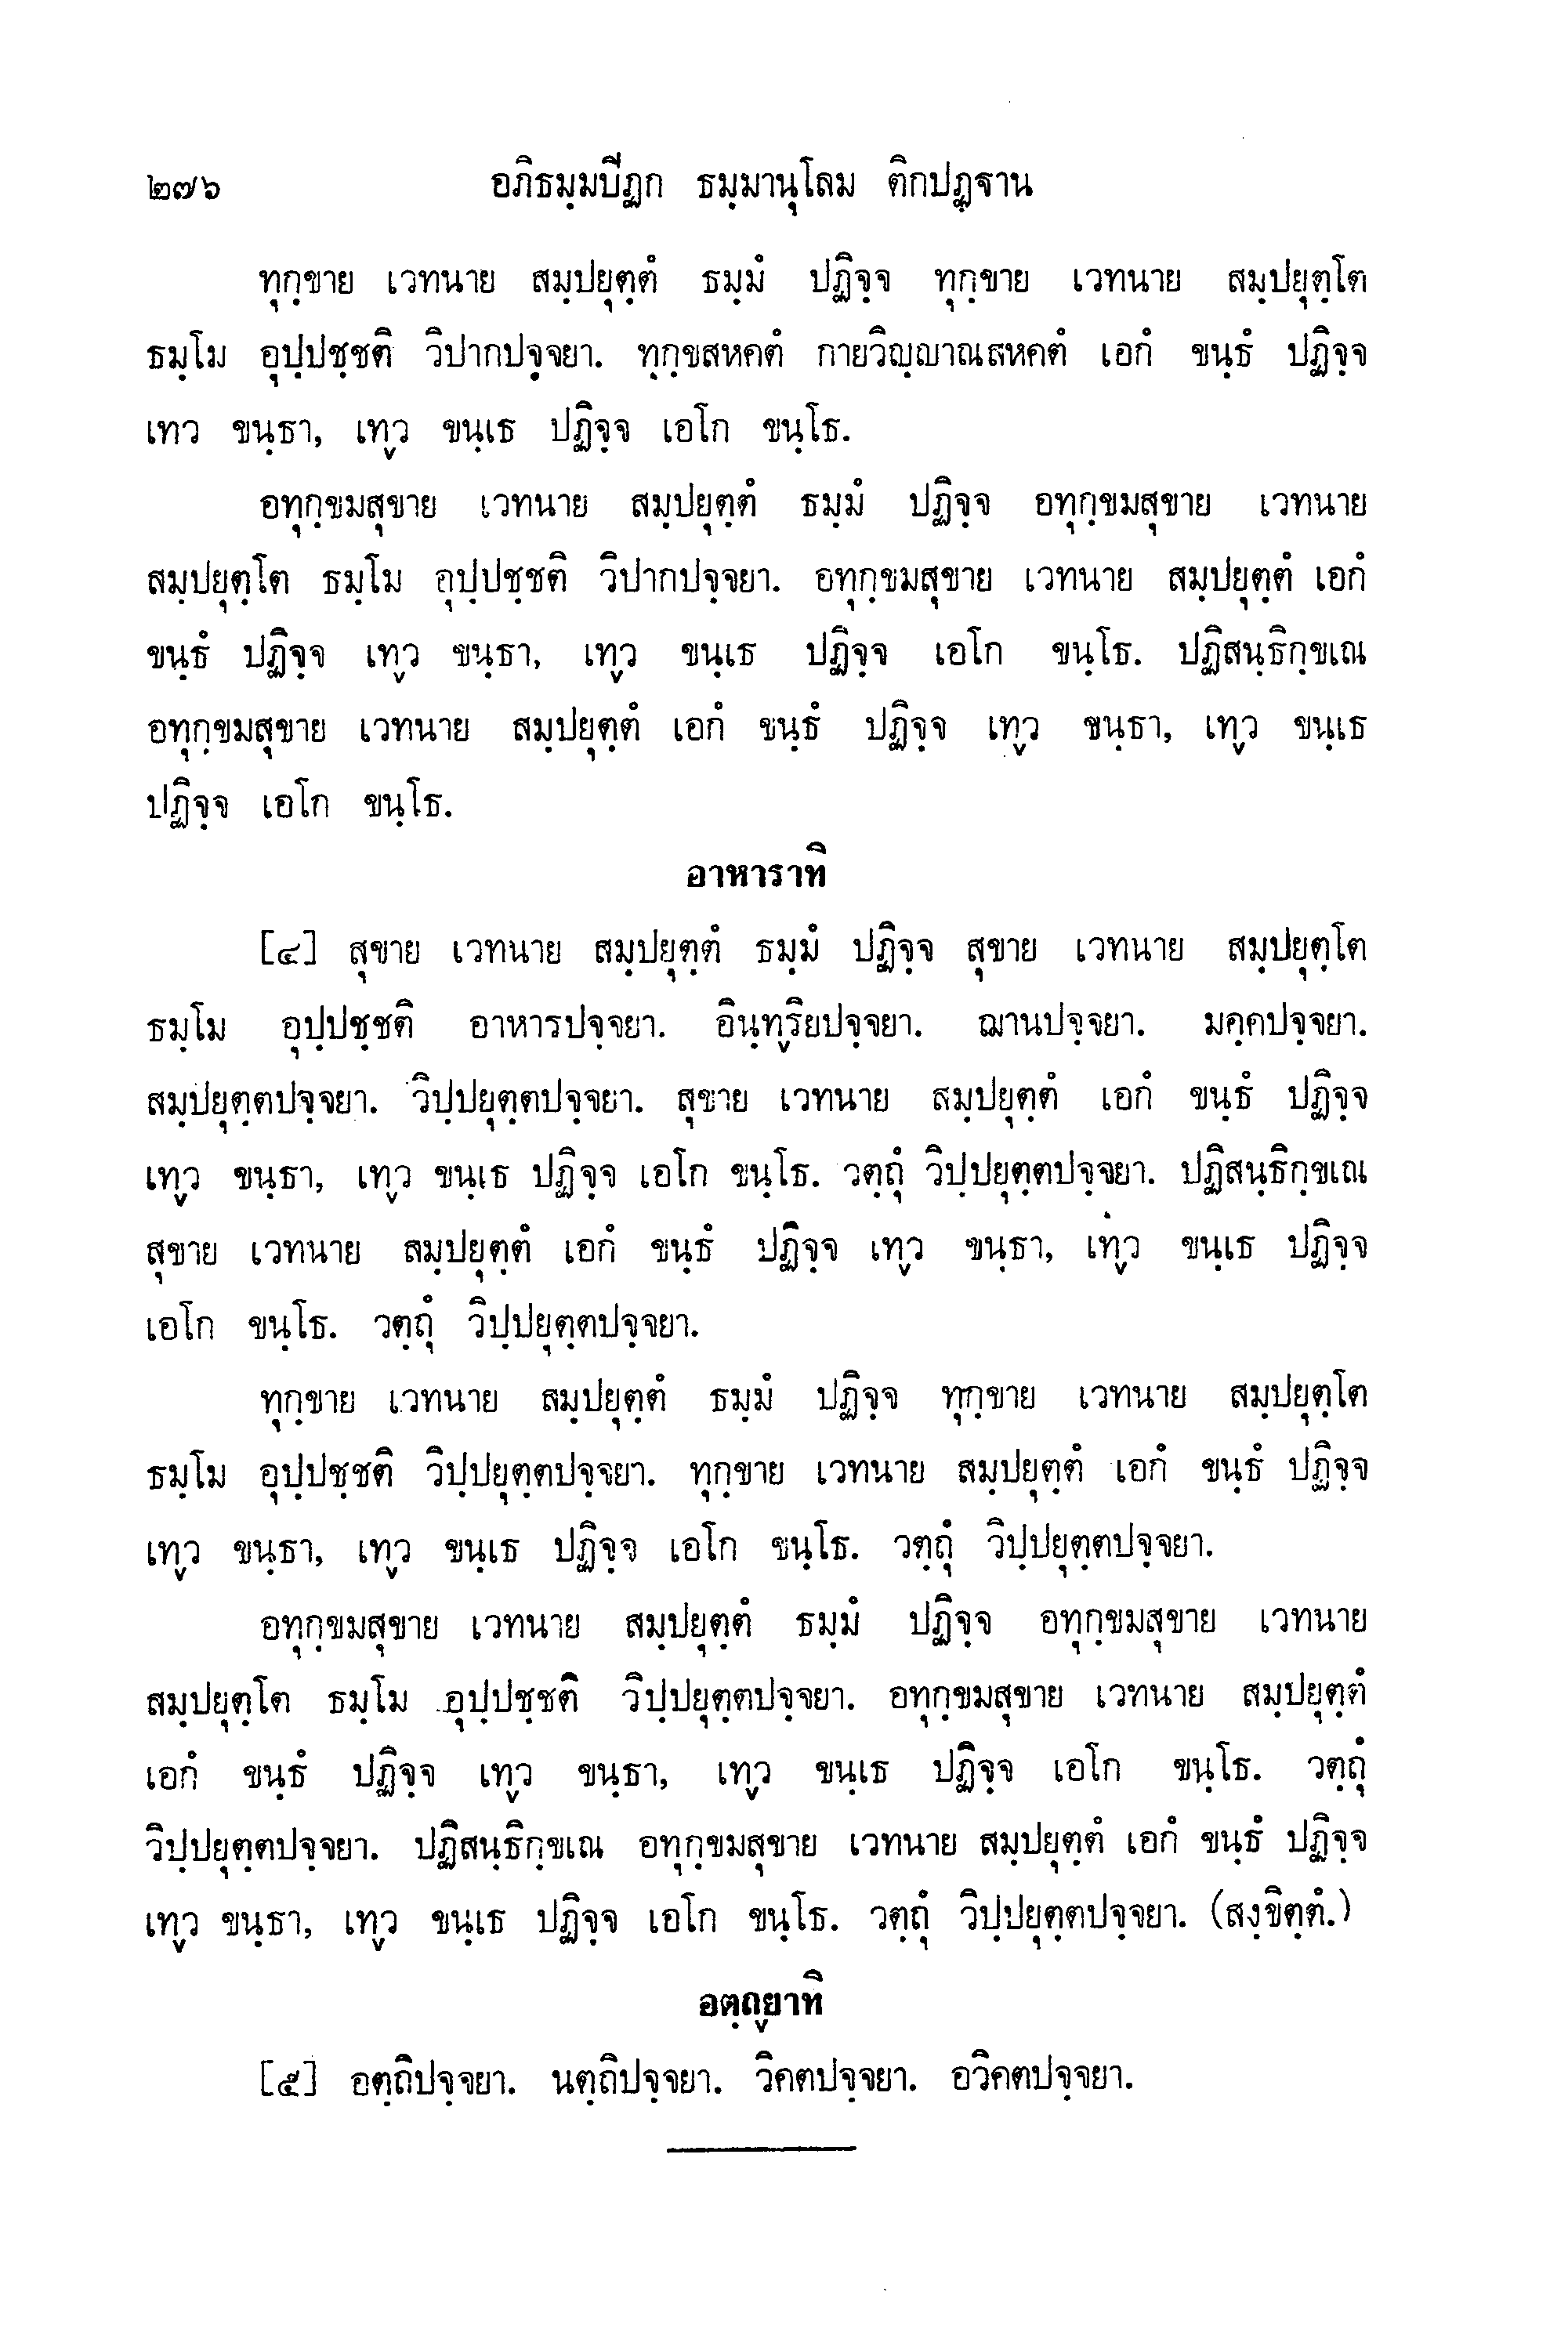 ๒๗๖ อภิธมฺมปีฏก ธมฺมานุโลม ติกปฏฺฐาน
ทุกฺขาย เวทนาย สมฺปยุตฺตํ ธมฺมํ ปฏิจฺจ ทุกฺขาย เวทนาย สมฺปยุตฺโต
ธมฺโม อุปฺปชฺชติ วิปากปจฺจยา. ทุกฺขสหคตํ กายวิญฺญาณสหคตํ เอกํ ขนฺธํ ปฏิจฺจ
เทว ขนฺธา, เทฺว ขนฺเธ ปฏิจฺจ เอโก ขนฺโธ.
อทุกฺขมสุขาย เวทนาย สมฺปยุตฺตํ ธมฺมํ ปฏิจฺจ อทุกฺขมสุขาย เวทนาย
สมฺปยุตฺโต ธมฺโม อุปฺปชฺชติ วิปากปจฺจยา. อทุกฺขมสุขาย เวทนาย สมฺปยุตฺตํ เอกํ
ขนฺธํ ปฏิจฺจ เทฺว ขนฺธา, เทฺว ขนฺเธ ปฏิจฺจ เอโก ขนฺโธ. ปฏิสนฺธิกฺขเณ
อทุกฺขมสุขาย เวทนาย สมฺปยุตฺตํ เอกํ ขนฺธํ ปฏิจฺจ เทฺว ขนฺธา, เทฺว ขนฺเธ
ปฏิจฺจ เอโก ขนฺโธ.
อาหาราทิ
[๔] สุขาย เวทนาย สมฺปยุตฺตํ ธมฺมํ ปฏิจฺจ สุขาย เวทนาย สมฺปยุตฺโต
ธมฺโม อุปฺปชฺชติ อาหารปจฺจยา. อินฺทฺริยปจฺจยา. ฌานปจฺจยา. มคฺคปจฺจยา.
สมฺปยุตฺตปจฺจยา. วิปฺปยุตฺตปจฺจยา. สุขาย เวทนาย สมฺปยุตฺตํ เอกํ ขนฺธํ ปฏิจฺจ
เทฺว ขนฺธา, เทฺว ขนฺเธ ปฏิจฺจ เอโก ขนฺโธ. วตฺถุํ วิปฺปยุตฺตปจฺจยา. ปฏิสนฺธิกฺขเณ
สุขาย เวทนาย สมฺปยุตฺตํ เอกํ ขนฺธํ ปฏิจฺจ เทฺว ขนฺธา, เทฺว ขนฺเธ ปฏิจฺจ
เอโก ขนฺโธ. วตฺถุํ วิปฺปยุตฺตปจฺจยา.
ทุกฺขาย เวทนาย สมฺปยุตฺตํ ธมฺมํ ปฏิจฺจ ทุกฺขาย เวทนาย สมฺปยุตฺโต
ธมฺโม อุปฺปชฺชติ วิปฺปยุตฺตปจฺจยา. ทุกฺขาย เวทนาย สมฺปยุตฺตํ เอกํ ขนฺธํ ปฏิจฺจ
เทฺว ขนฺธา, เทฺว ขนฺเธ ปฏิจฺจ เอโก ขนฺโธ. วตฺถุํ วิปฺปยุตฺตปจฺจยา.
อทุกฺขมสุขาย เวทนาย สมฺปยุตฺตํ ธมฺมํ ปฏิจฺจ อทุกฺขมสุขาย เวทนาย
สมฺปยุตฺโต ธมฺโม อุปฺปชฺชติ วิปฺปยุตฺตปจฺจยา. อทุกฺขมสุขาย เวทนาย สมฺปยุตฺตํ
เอกํ ขนฺธํ ปฏิจฺจ เทฺว ขนฺธา, เทฺว ขนฺเธ ปฏิจฺจ เอโก ขนฺโธ. วตฺถุํ
วิปฺปยุตฺตปจฺจยา. ปฏิสนฺธิกฺขเณ อทุกฺขมสุขาย เวทนาย สมฺปยุตฺตํ เอกํ ขนฺธํ ปฏิจฺจ
เทฺว ขนฺธา, เทฺว ขนฺเธ ปฏิจฺจ เอโก ขนฺโธ. วตฺถุํ วิปฺปยุตฺตปจฺจยา. (สงฺขิตฺตํ.)
อตฺถฺยาทิ
[๕] อตฺถิปจฺจยา. นตฺถิปจฺจยา. วิคตปจฺจยา. อวิคตปจฺจยา.